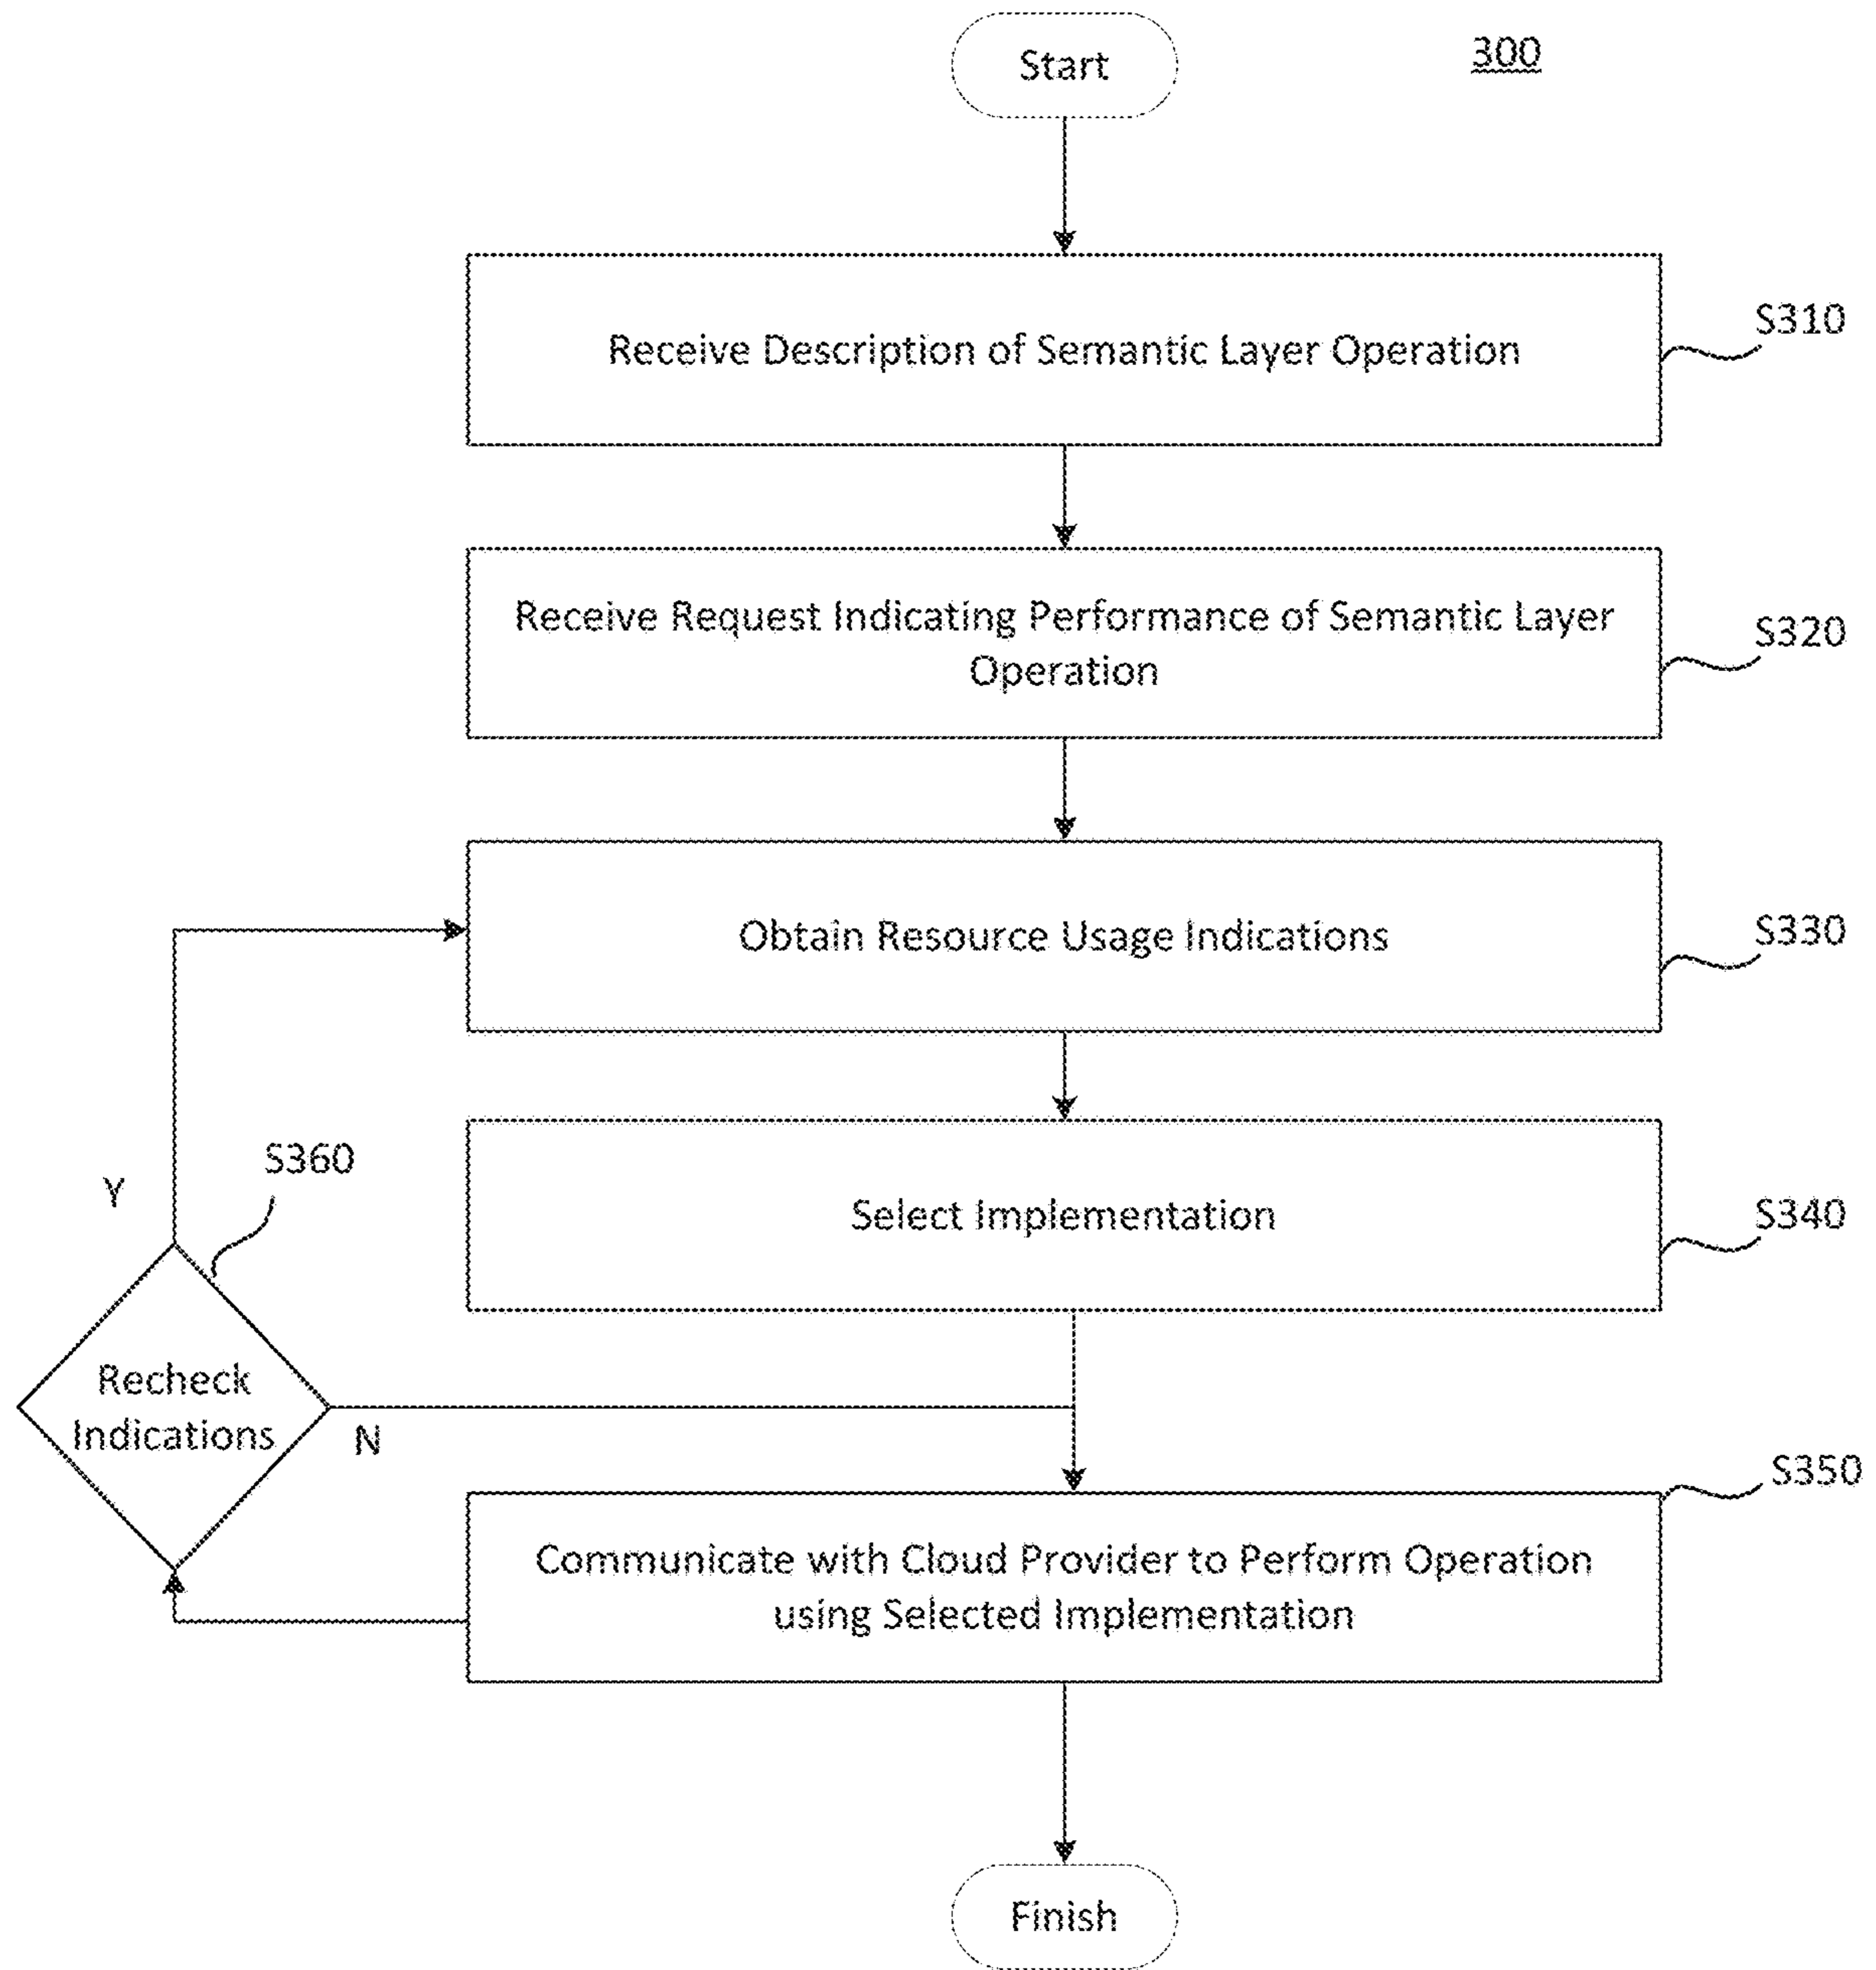 Start
300
Receive Description of Semantic Layer Operation
S310
Receive Request Indicating Performance of Semantic Layer
Operation
S320
Obtain Resource Usage Indications
S330
Select Implementation
S340
S360
Y
Recheck
Indications
N
S350
Communicate with Cloud Provider to Perform Operation
using Selected Implementation
Finish